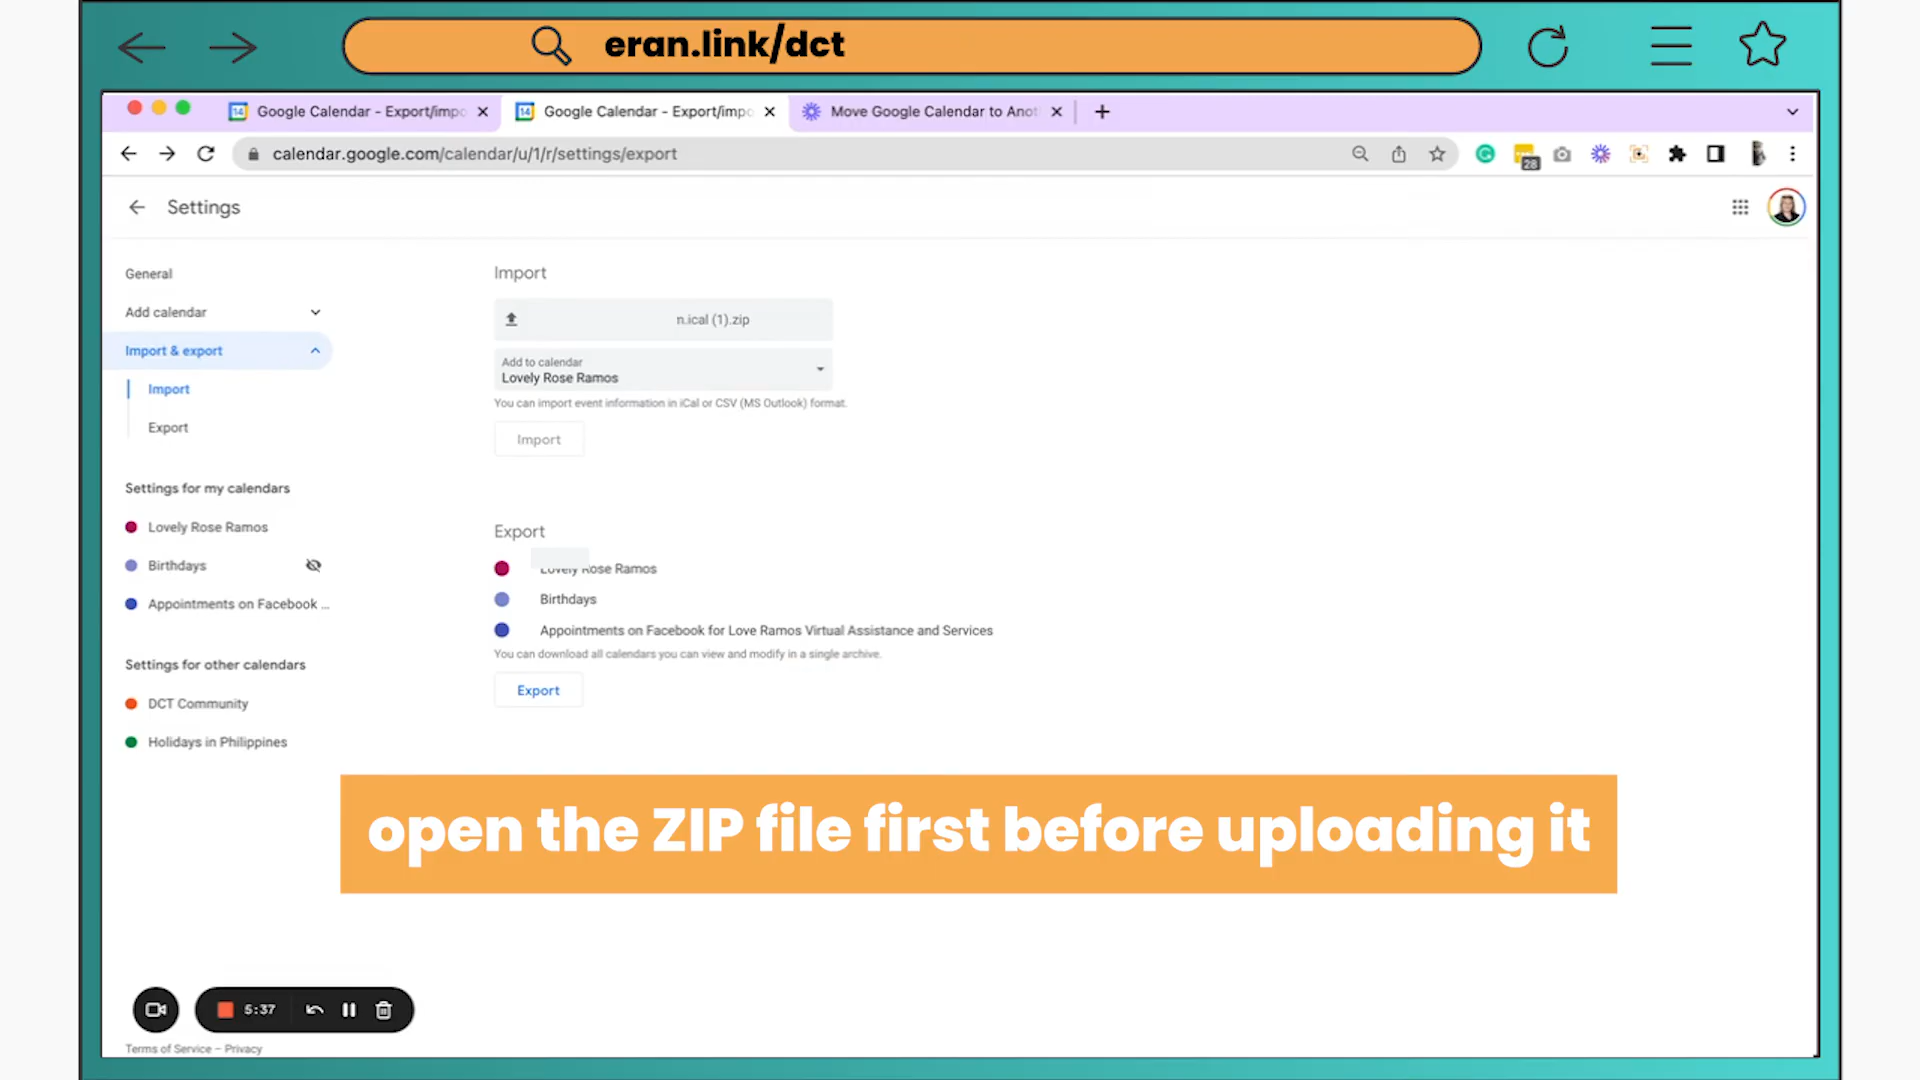 eran.link/dct
Google Calendar - Export/impo
Google Calendar - Export/impo
Move Google Calendar to Anot
calendar.google.com/calendar/u/1/r/settings/export
28
Settings
General
Add calendar
Import & export
Import
Export
Settings for my calendars
Lovely Rose Ramos
Birthdays
Appointments on Facebook ...
Settings for other calendars
DCT Community
Holidays in Philippines
Import
n.ical (1).zip
Add to calendar
Lovely Rose Ramos
You can import event information in iCal or CSV (MS Outlook) format.
Import
Export
Lovely Rose Ramos
Birthdays
Appointments on Facebook for Love Ramos Virtual Assistance and Services
You can download all calendars you can view and modify in a single archive.
Export
open the ZIP file first before uploading it
5:37
Terms of Service – Privacy